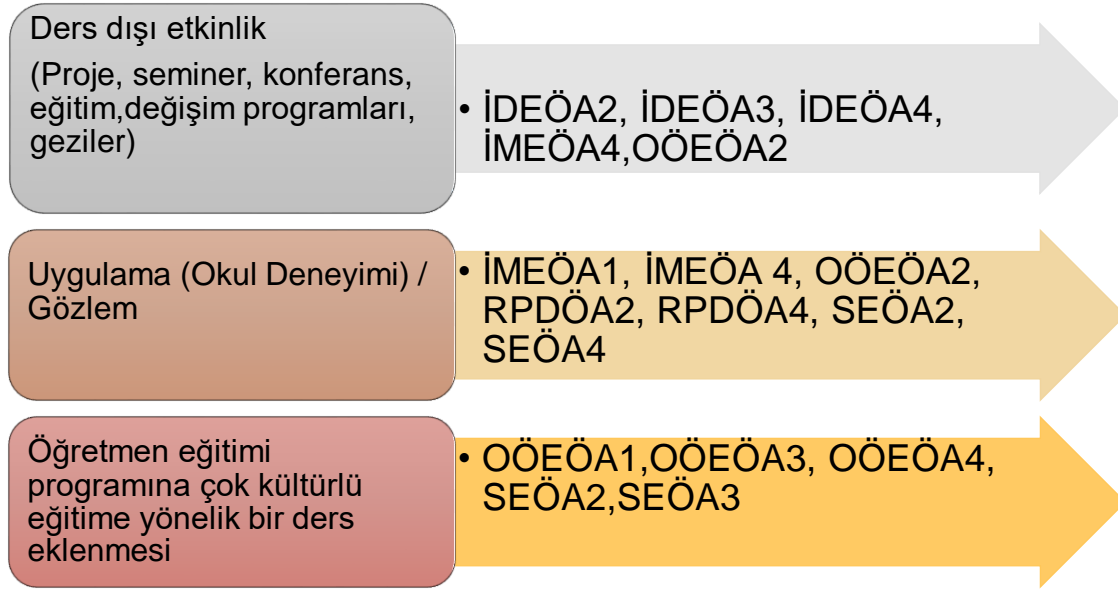 Ders dışı etkinlik
(Proje, seminer, konferans,
eğitim,değişim programları,
geziler)
• İDEÖA2, İDEÖA3, İDEÖA4,
İMEÖA4,OÖEÖA2
Uygulama (Okul Deneyimi) /
Gözlem
• İMEÖA1, İMEÖA 4, OÖEÖA2,
RPDÖA2, RPDÖA4, SEÖA2,
SEÖA4
Öğretmen eğitimi
programına çok kültürlü
eğitime yönelik bir ders
eklenmesi
• OÖEÖA1,OÖEÖA3, OÖEÖA4,
SEÖA2,SEÖA3